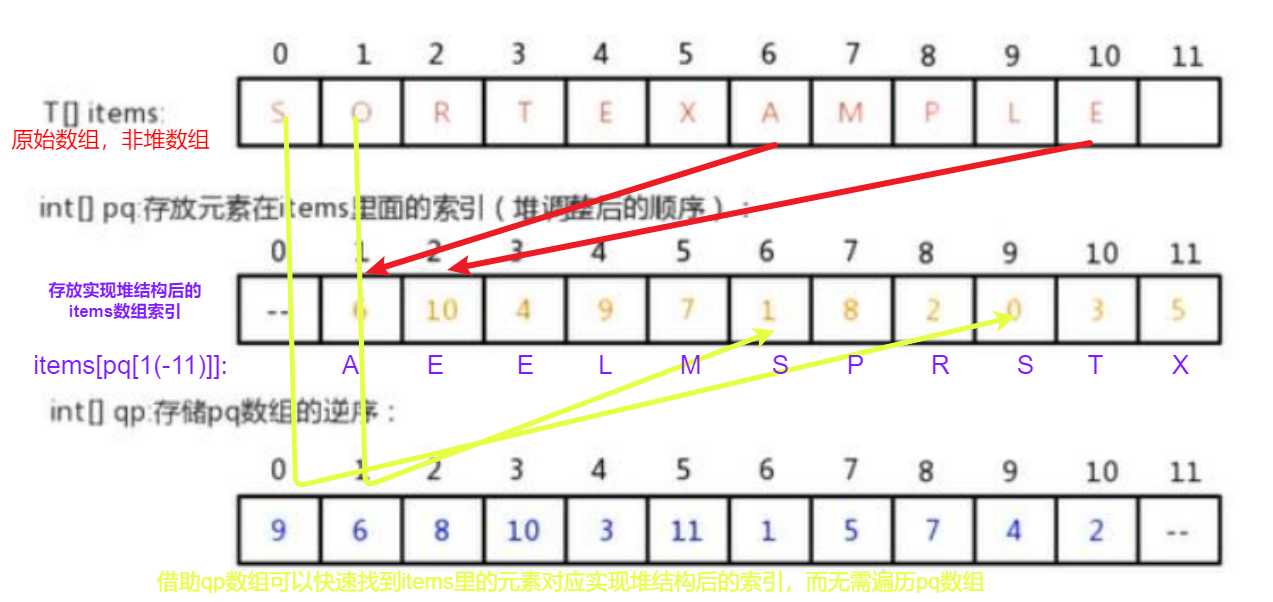 0 1 2 3 4 5 6 7 8 9 10 11
T[] items: S O R T E X A M P L E
原始数组，非堆数组
int[] pq:存放元素在items里面的索引（堆调整后的顺序）：
0 1 2 3 4 5 6 7 8 9 10 11
存放实现堆结构后的
items数组索引
-- 6 10 4 9 7 1 8 2 0 3 5
items[pq[1(-11)]]: A E E L M S P R S T X
int[] qp:存储pq数组的逆序：
0 1 2 3 4 5 6 7 8 9 10 11
9 6 8 10 3 11 1 5 7 4 2 --
借助qp数组可以快速找到items里的元素对应实现堆结构后的索引，而无需遍历pq数组